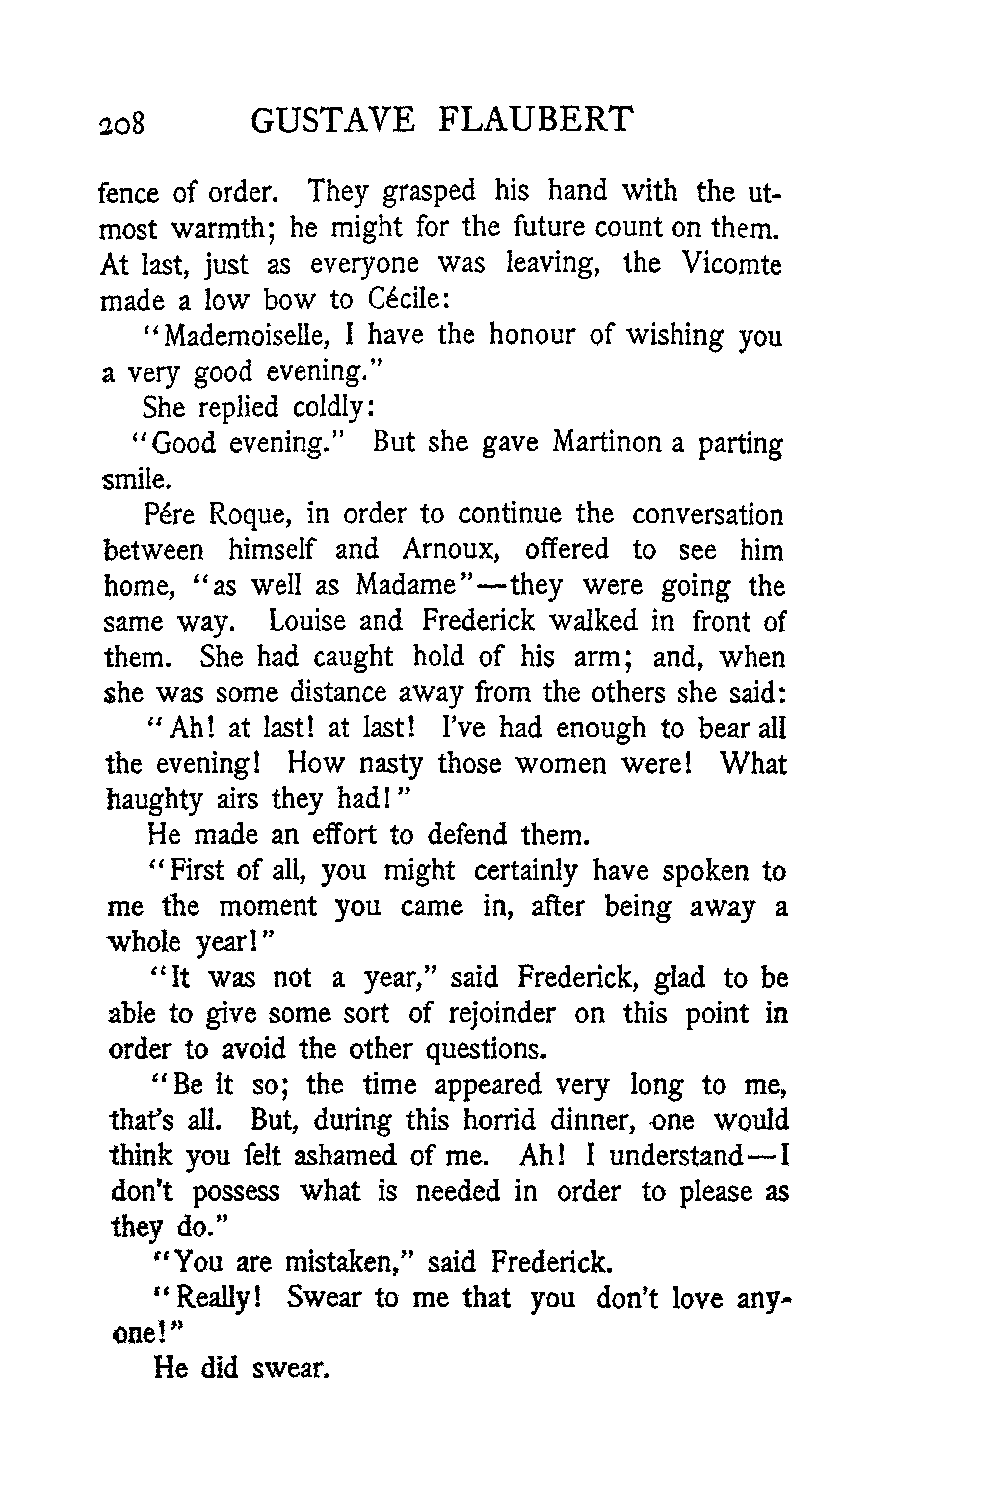 208 GUSTAVE FLAUBERT
fence of order. They grasped his hand with the ut-
most warmth; he might for the future count on them.
At last, just as everyone was leaving, the Vicomte
made a low bow to Cécile:
"Mademoiselle, I have the honour of wishing you
a very good evening."
She replied coldly:
"Good evening." But she gave Martinon a parting
smile.
Pére Roque, in order to continue the conversation
between himself and Arnoux, offered to see him
home, "as well as Madame"—they were going the
same way. Louise and Frederick walked in front of
them. She had caught hold of his arm; and, when
she was some distance away from the others she said:
"Ah! at last! at last! I've had enough to bear all
the evening! How nasty those women were! What
haughty airs they had!"
He made an effort to defend them.
"First of all, you might certainly have spoken to
me the moment you came in, after being away a
whole year!"
"It was not a year," said Frederick, glad to be
able to give some sort of rejoinder on this point in
order to avoid the other questions.
"Be it so; the time appeared very long to me,
that's all. But, during this horrid dinner, one would
think you felt ashamed of me. Ah! I understand—I
don't possess what is needed in order to please as
they do."
"You are mistaken," said Frederick.
"Really! Swear to me that you don't love any-
one!"
He did swear.